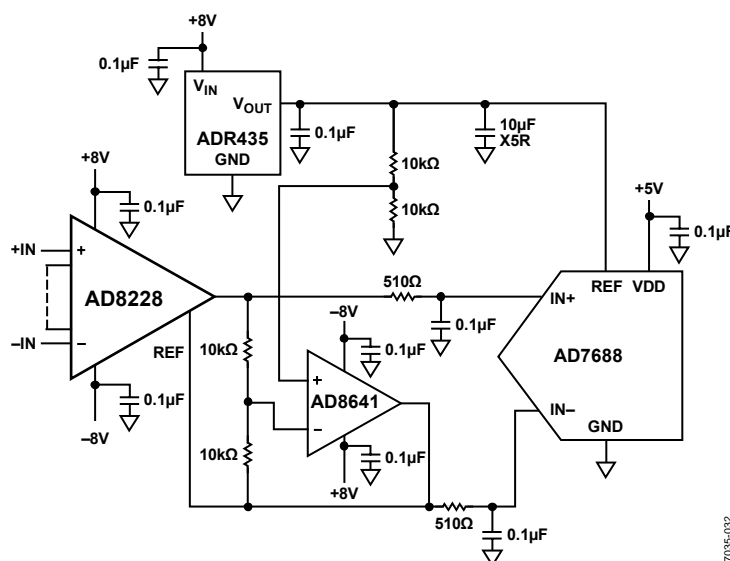 +8V
0.1µF
VIN
VOUT
ADR435
GND
0.1µF
10µF
X5R
10kΩ
10kΩ
+8V
0.1µF
+5V
0.1µF
+IN
+
AD8228
–IN
–
REF
510Ω
0.1µF
IN+
REF
VDD
AD7688
IN–
GND
–8V
0.1µF
10kΩ
+
AD8641
–
10kΩ
0.1µF
–8V
0.1µF
+8V
510Ω
0.1µF
7035-032